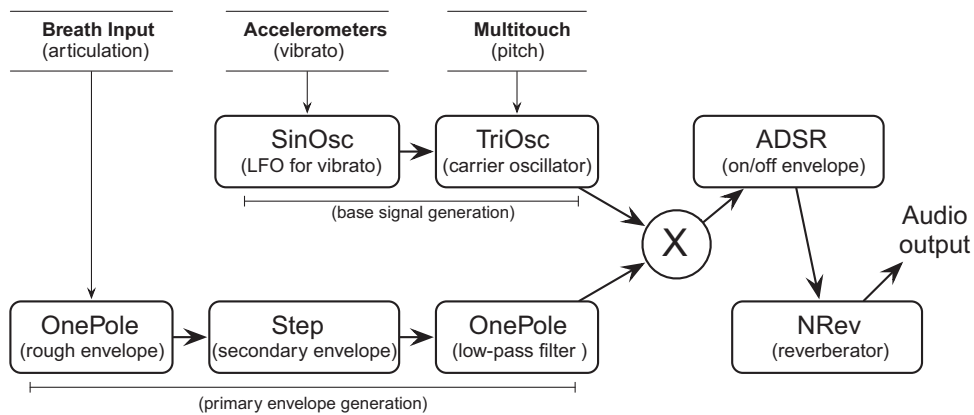 Breath Input
(articulation)
Accelerometers
(vibrato)
Multitouch
(pitch)
SinOsc
(LFO for vibrato)
TriOsc
(carrier oscillator)
ADSR
(on/off envelope)
(base signal generation)
X
Audio
output
OnePole
(rough envelope)
Step
(secondary envelope)
OnePole
(low-pass filter )
NRev
(reverberator)
(primary envelope generation)